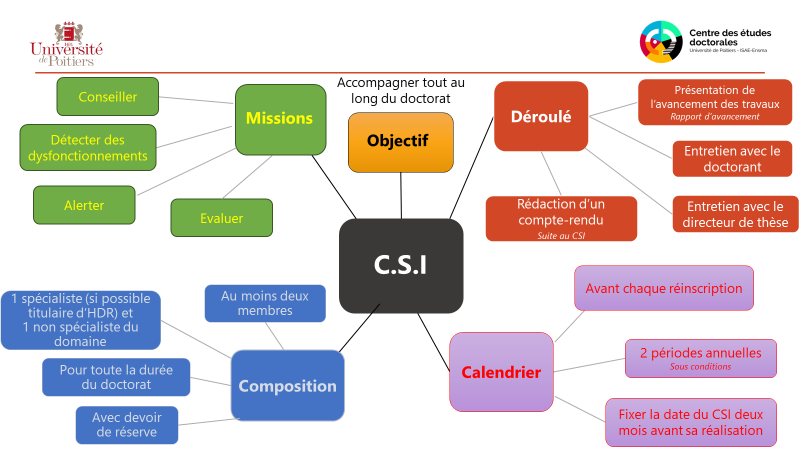 Université
de Poitiers
Centre des études
doctorales
Université de Poitiers - ISAE-Ensma
Conseiller
Détecter des
dysfonctionnements
Alerter
Evaluer
Missions
Accompagner tout au
long du doctorat
Objectif
Déroulé
Présentation de
l'avancement des travaux
Rapport d'avancement
Entretien avec le
doctorant
Entretien avec le
directeur de thèse
Rédaction d'un
compte-rendu
Suite au CSI
C.S.I
1 spécialiste (si possible
titulaire d'HDR) et
1 non spécialiste du
domaine
Au moins deux
membres
Pour toute la durée
du doctorat
Avec devoir
de réserve
Composition
Calendrier
Avant chaque réinscription
2 périodes annuelles
Sous conditions
Fixer la date du CSI deux
mois avant sa réalisation